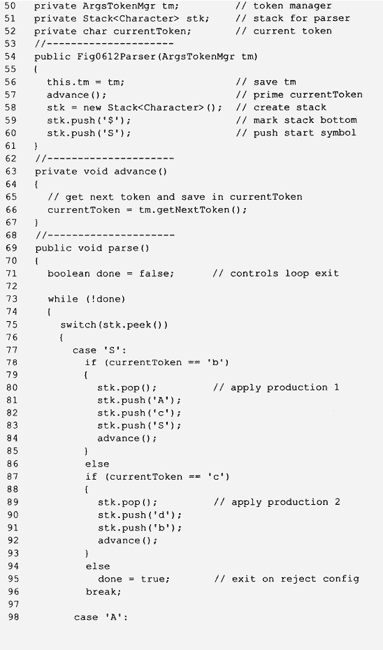 50 private ArgsTokenMgr tm; // token manager
51 private Stack<Character> stk; // stack for parser
52 private char currentToken; // current token
53 //---------------------
54 public Fig0612Parser(ArgsTokenMgr tm)
55 {
56 this.tm = tm; // save tm
57 advance(); // prime currentToken
58 stk = new Stack<Character>(); // create stack
59 stk.push('$'); // mark stack bottom
60 stk.push('S'); // push start symbol
61 }
62 //---------------------
63 private void advance()
64 {
65 // get next token and save in currentToken
66 currentToken = tm.getNextToken();
67 }
68 //---------------------
69 public void parse()
70 {
71 boolean done = false; // controls loop exit
72
73 while (!done)
74 {
75 switch(stk.peek())
76 {
77 case 'S':
78 if (currentToken == 'b')
79 {
80 stk.pop(); // apply production 1
81 stk.push('A');
82 stk.push('c');
83 stk.push('S');
84 advance();
85 }
86 else
87 if (currentToken == 'c')
88 {
89 stk.pop(); // apply production 2
90 stk.push('d');
91 stk.push('b');
92 advance();
93 }
94 else
95 done = true; // exit on reject config
96 break;
97
98 case 'A':